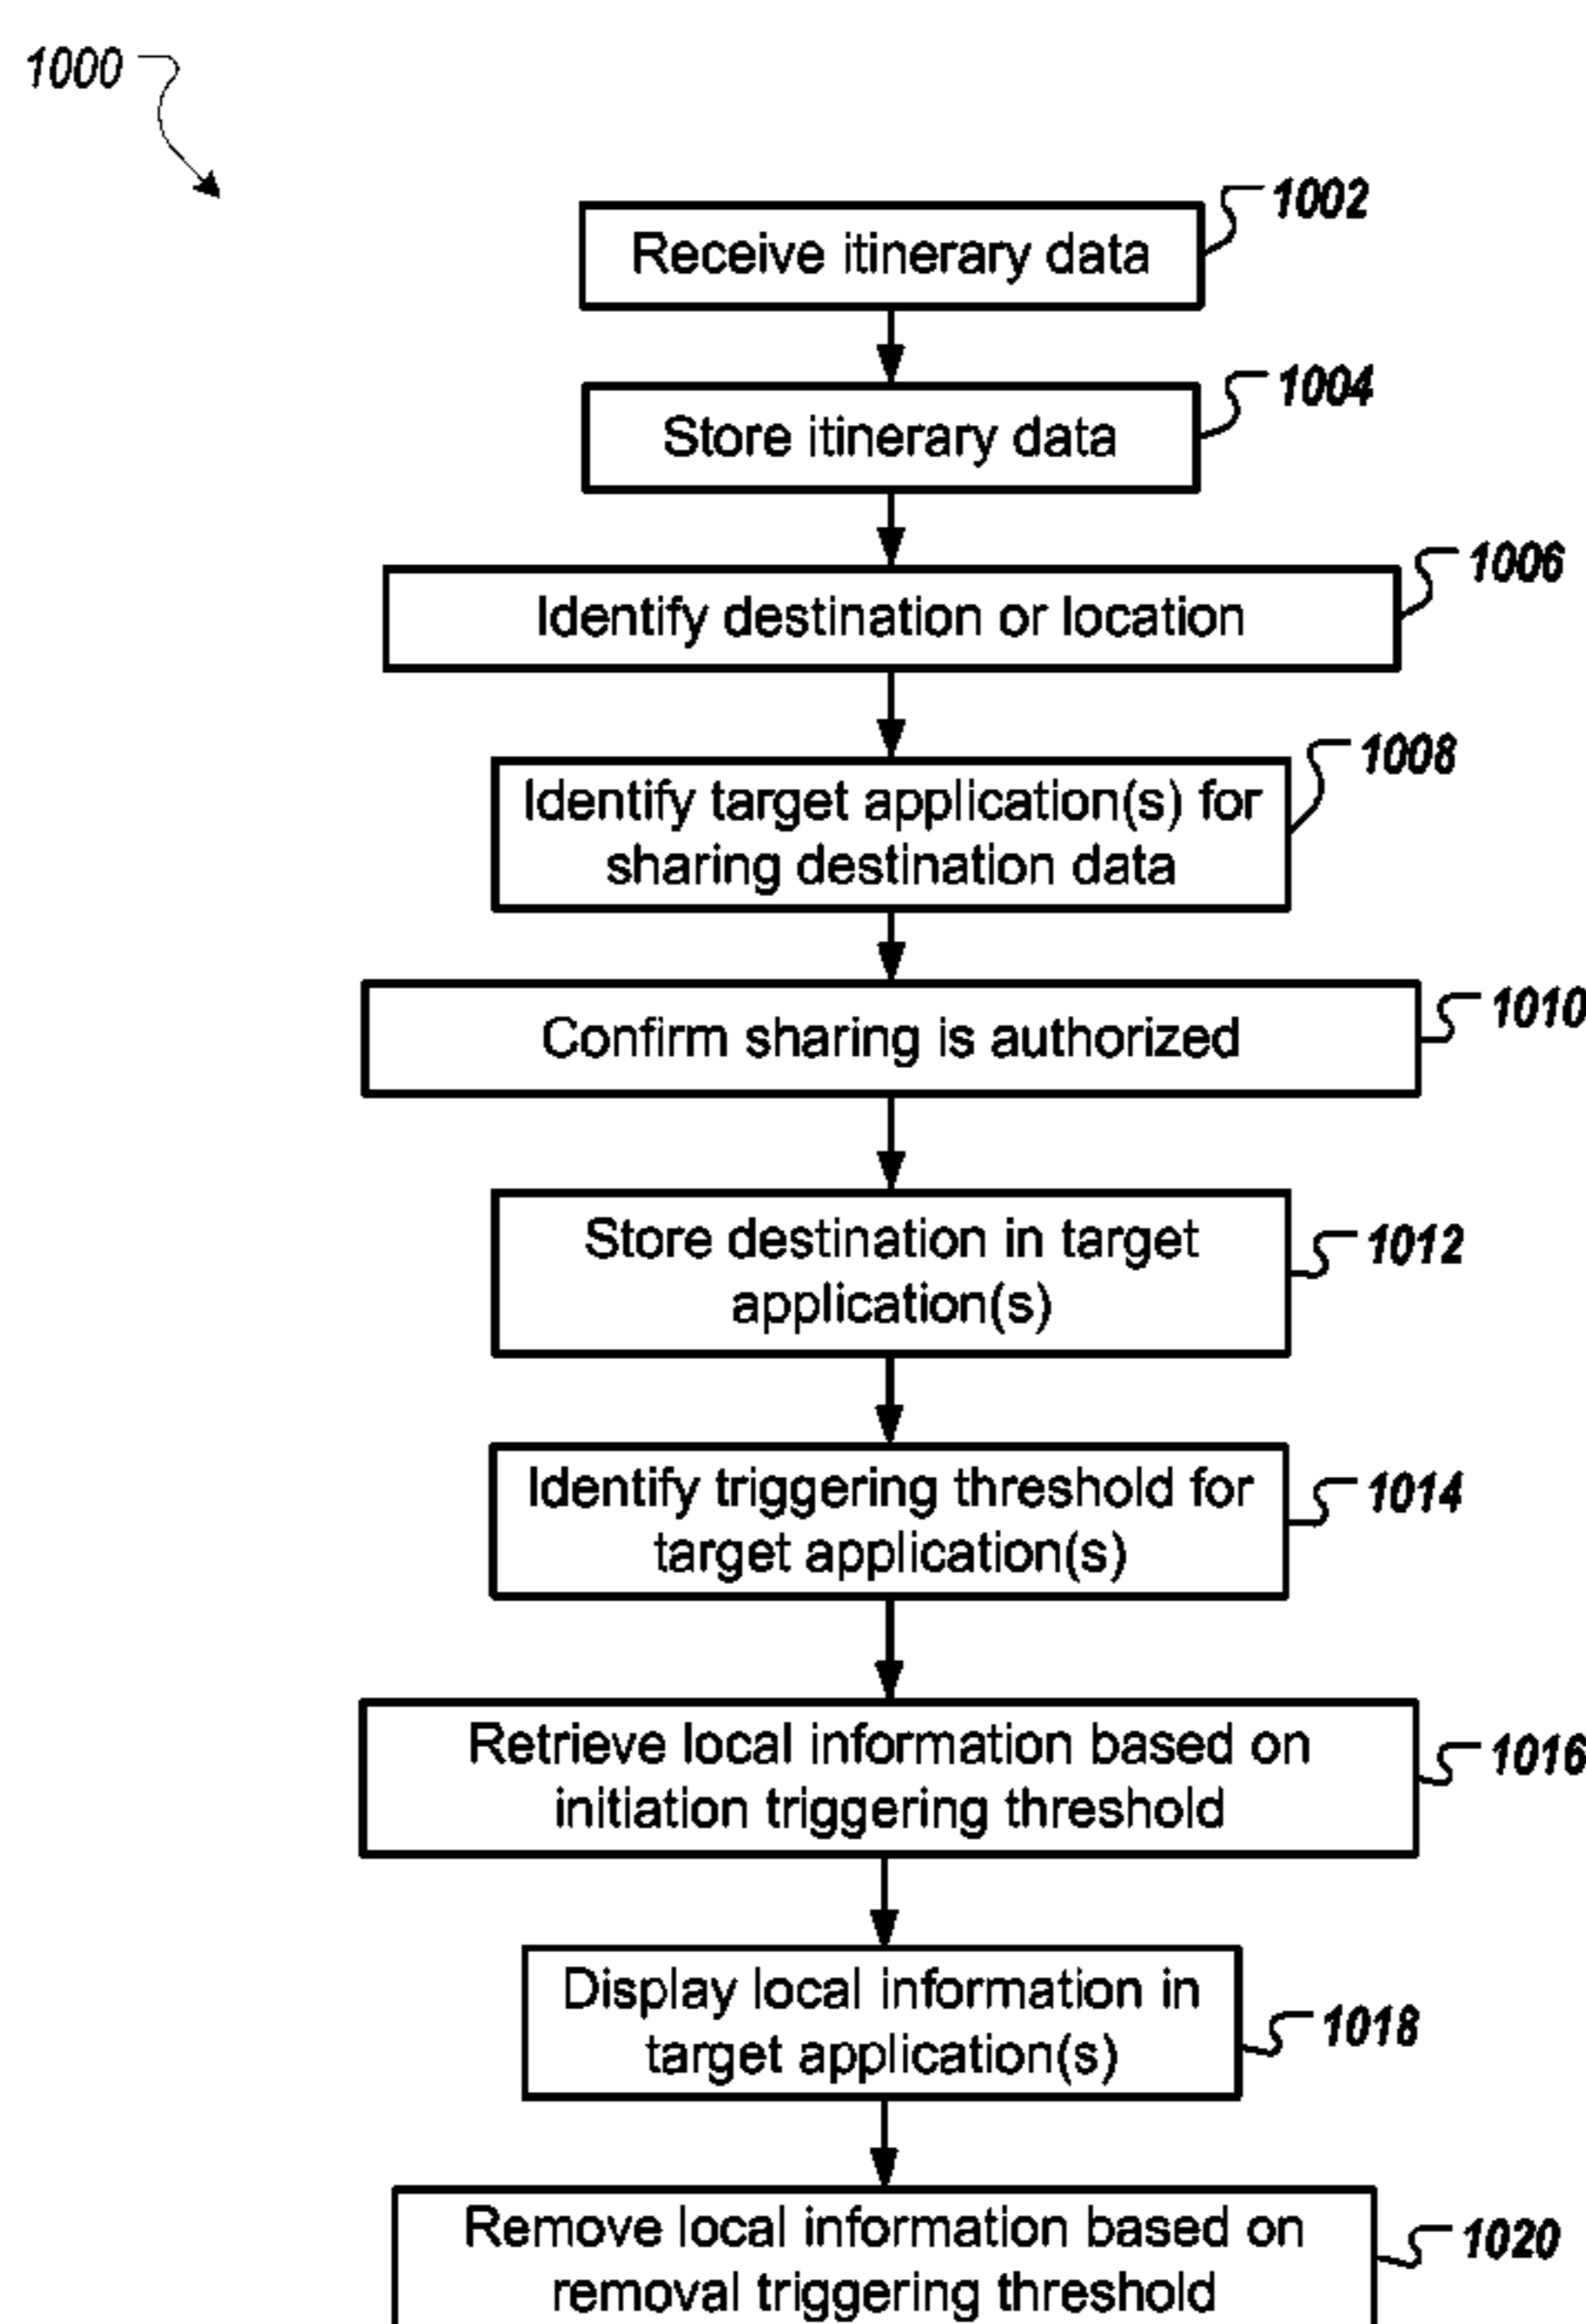 1000
1002
Receive itinerary data
1004
Store itinerary data
1006
Identify destination or location
1008
Identify target application(s) for
sharing destination data
1010
Confirm sharing is authorized
1012
Store destination in target
application(s)
1014
Identify triggering threshold for
target application(s)
1016
Retrieve local information based on
initiation triggering threshold
1018
Display local information in
target application(s)
1020
Remove local information based on
removal triggering threshold